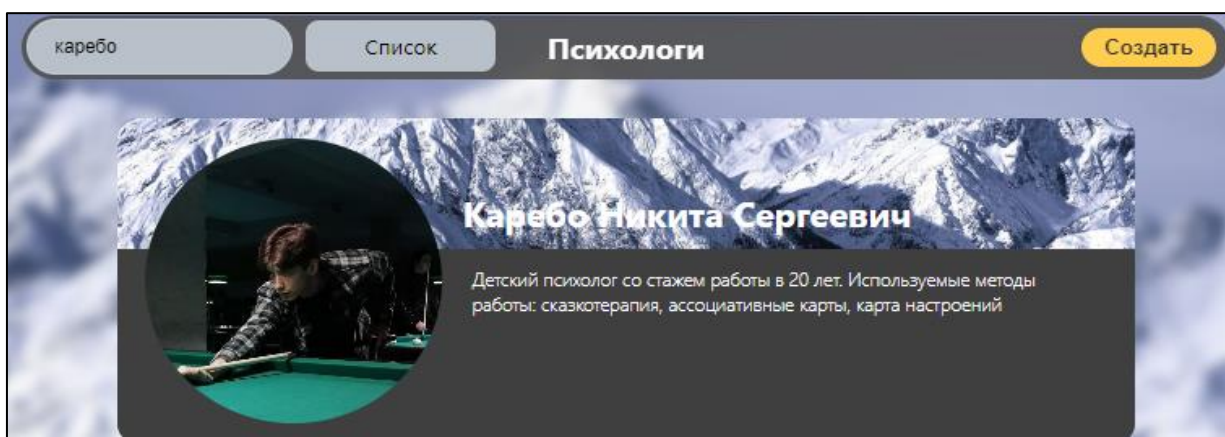 каребо
Список
Психологи
Создать
Каребо Никита Сергеевич
Детский психолог со стажем работы в 20 лет. Используемые методы
работы: сказкотерапия, ассоциативные карты, карта настроений